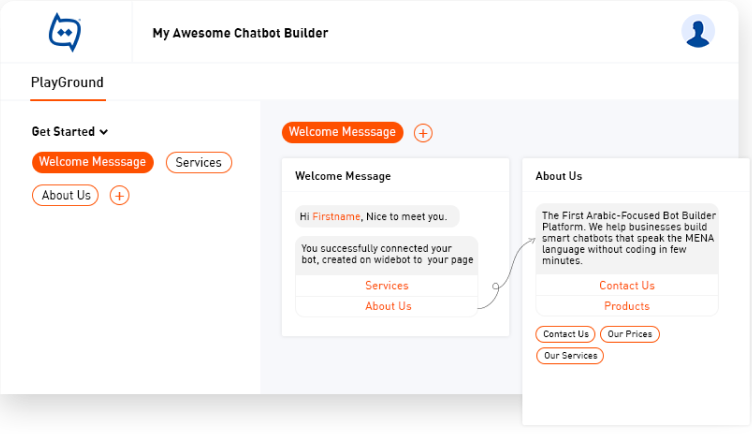 My Awesome Chatbot Builder
PlayGround
Get Started
Welcome Messsage
Services
About Us
Welcome Messsage
Welcome Message
Hi Firstname, Nice to meet you.
You successfully connected your
bot, created on widebot to your page
Services
About Us
About Us
The First Arabic-Focused Bot Builder
Platform. We help businesses build
smart chatbots that speak the MENA
language without coding in few
minutes.
Contact Us
Products
Contact Us
Our Prices
Our Services